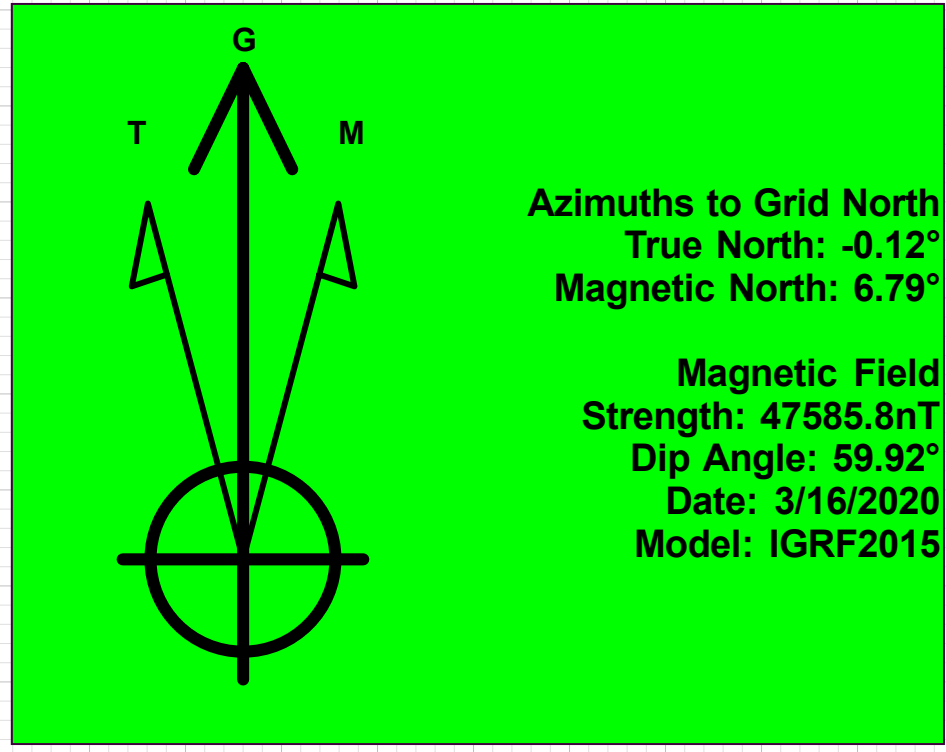 G
T
M
Azimuths to Grid North
True North: -0.12°
Magnetic North: 6.79°
Magnetic Field
Strength: 47585.8nT
Dip Angle: 59.92°
Date: 3/16/2020
Model: IGRF2015